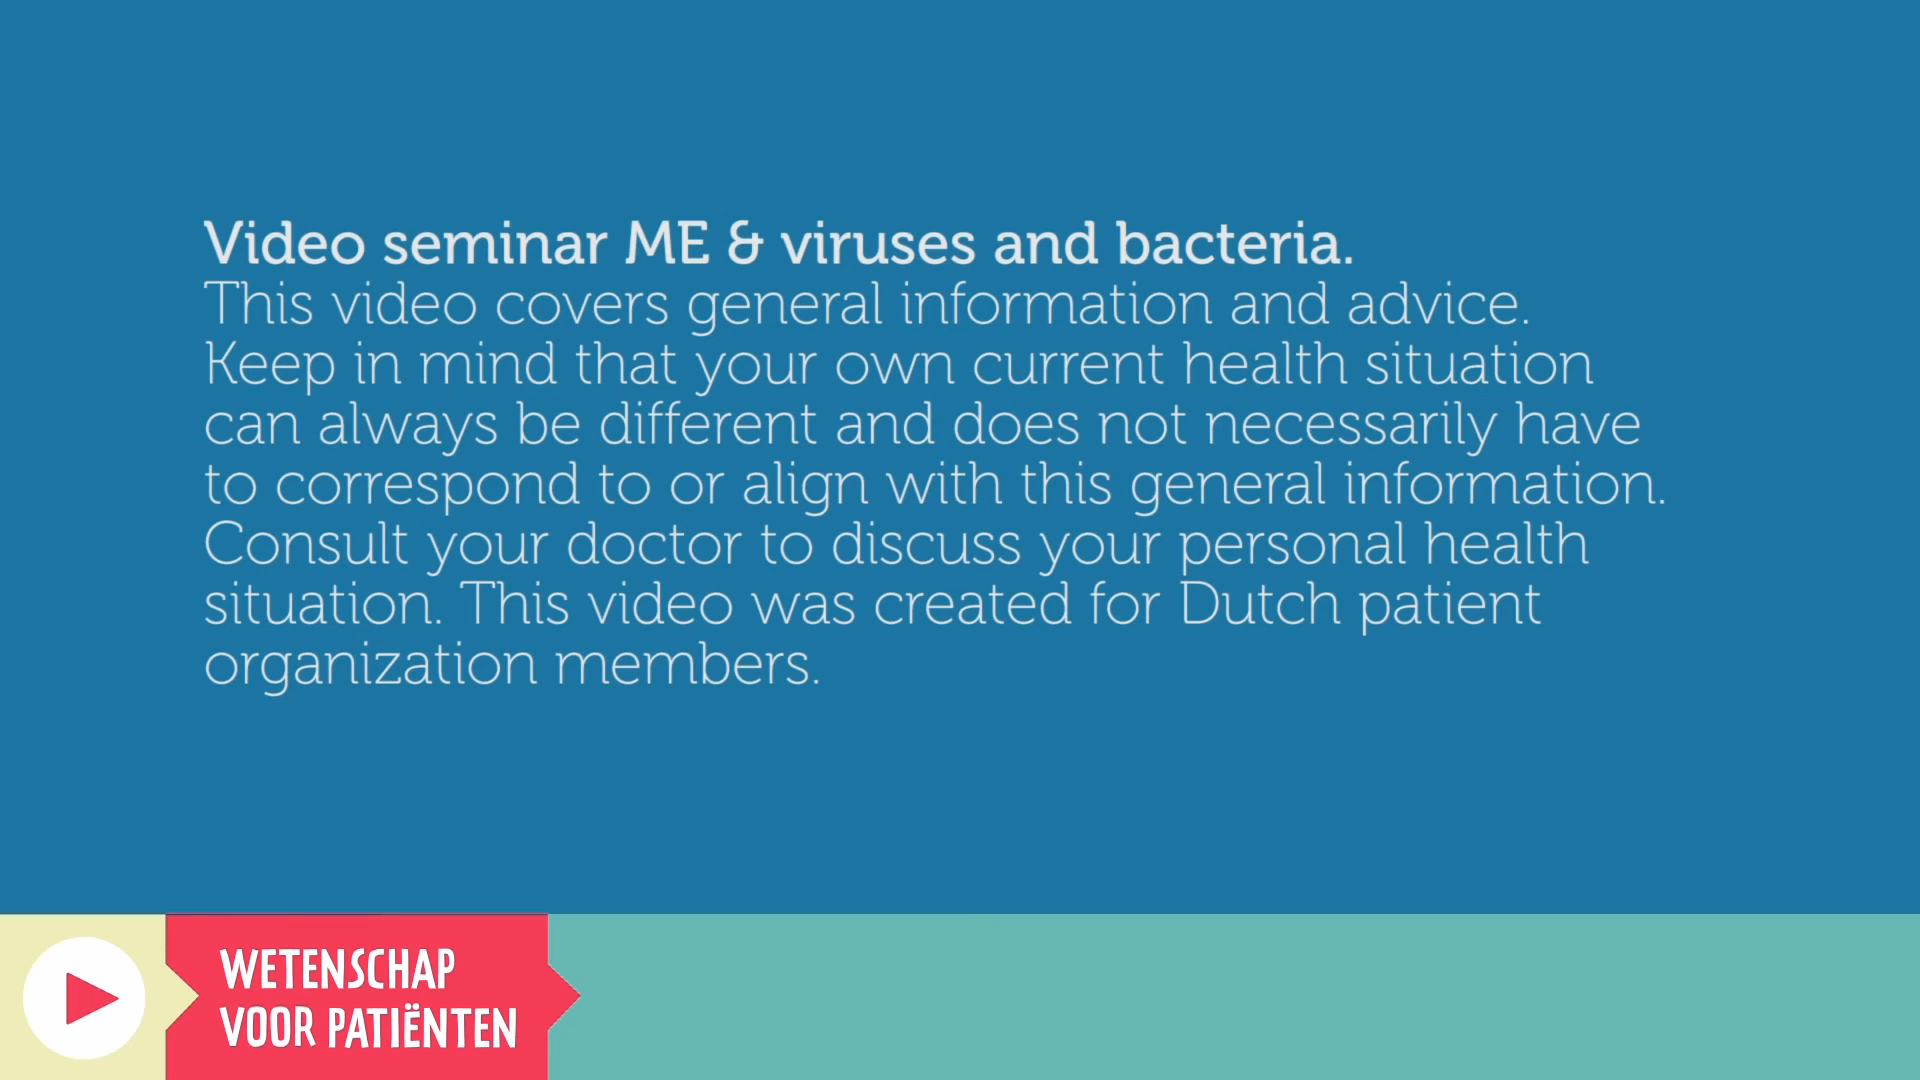 Video seminar ME & viruses and bacteria.
This video covers general information and advice.
Keep in mind that your own current health situation
can always be different and does not necessarily have
to correspond to or align with this general information.
Consult your doctor to discuss your personal health
situation. This video was created for Dutch patient
organization members.
WETENSCHAP
VOOR PATIËNTEN